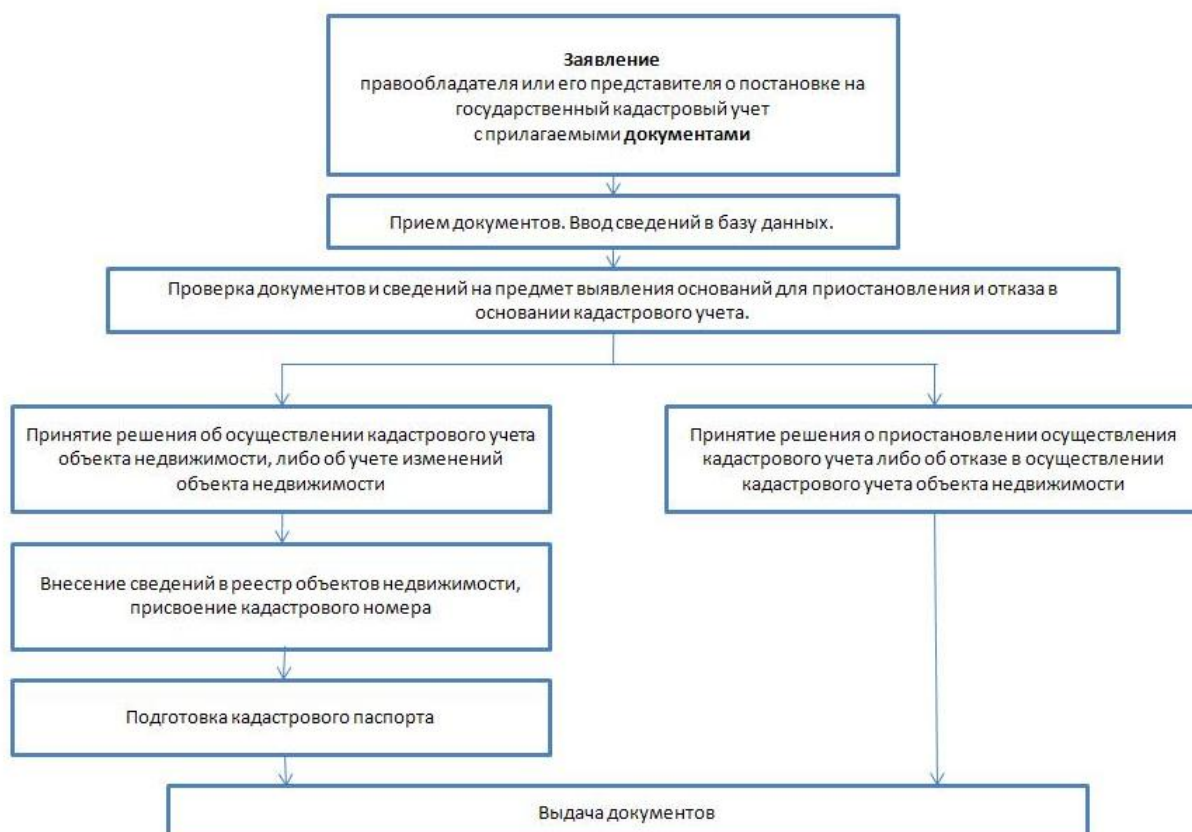 Заявление
правообладателя или его представителя о постановке на
государственный кадастровый учет
с прилагаемыми документами
Прием документов. Ввод сведений в базу данных.
Проверка документов и сведений на предмет выявления оснований для приостановления и отказа в
основании кадастрового учета.
Принятие решения об осуществлении кадастрового учета
объекта недвижимости, либо об учете изменений
объекта недвижимости
Принятие решения о приостановлении осуществления
кадастрового учета либо об отказе в осуществлении
кадастрового учета объекта недвижимости
Внесение сведений в реестр объектов недвижимости,
присвоение кадастрового номера
Подготовка кадастрового паспорта
Выдача документов